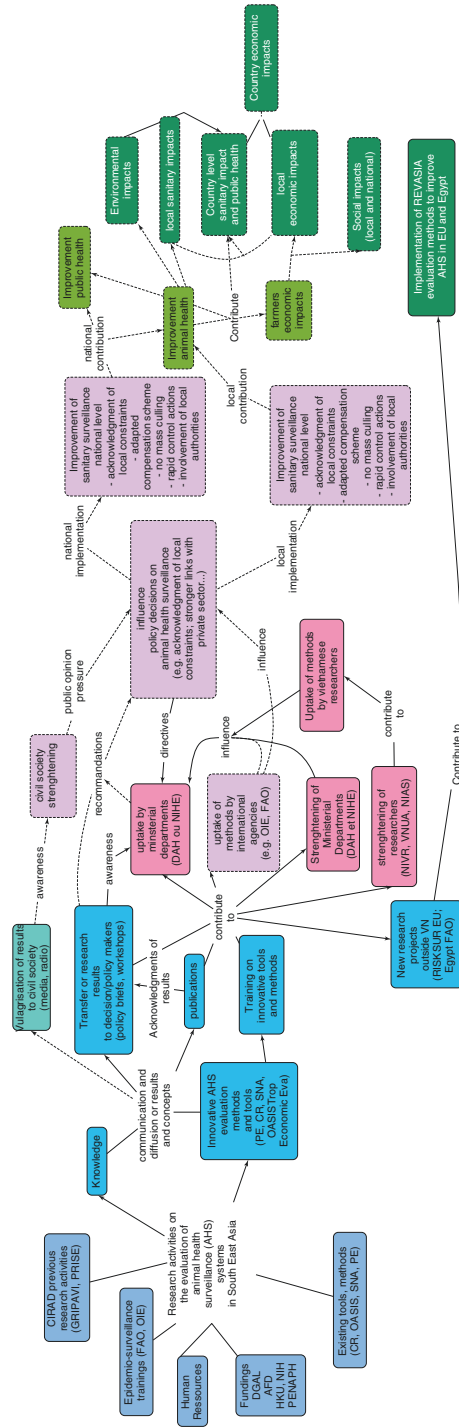 CIRAD previous
research activities
(GRIPAVI, PRISE)
Epidemio-surveillance
trainings (FAO, OIE)
Human
Ressources
Fundings
DGAL
AFD
HKU, NIH
PENAPH
Existing tools, methods
(CR, OASIS, SNA, PE)
Research activities on
the evaluation of
animal health
surveillance (AHS)
systems
in South East Asia
Knowledge
communication and
diffusion or results
and concepts
Innovative AHS
evaluation
methods
and tools
(PE, CR, SNA,
OASISTrop
Economic Eva)
Vulagrisation of results
to civil society
(media, radio)
Transfer or research
results
to decision/policy makers
(policy briefs, workshops)
Acknowledgments of
results
publications
Training on
innovative tools
and methods
contribute
to
New research
projects
outside VN
(RISKSUR EU;
Egypt FAO)
awareness
awareness
recommandations
civil society
strenghtening
public opinion
pressure
uptake by
ministerial
departments
(DAH ou NIHE)
directives
uptake of
methods by
international
agencies
(e.g. OIE, FAO)
influence
influence
Strenghtening of
Ministerial
Departments
(DAH et NIHE)
strenghtening of
researchers
(NIVR, VNUA, NIAS)
contribute
to
Uptake of methods
by vietnamese
researchers
Contribute to
influence
policy decisions on
animal health surveillance
(e.g. acknowledgment of local
constraints; stronger links with
private sector...)
national
implementation
local
implementation
Improvement of
sanitary surveillance
national level
- acknowledgment of
local constraints
- adapted
compensation scheme
- no mass culling
- rapid control actions
- involvement of local
authorities
Improvement of
sanitary surveillance
national level
- acknowledgment of
local constraints
- adapted compensation
scheme
- no mass culling
- rapid control actions
- involvement of local
authorities
national
contribution
local
contribution
Improvement
public health
Improvement
animal health
Contribute
farmers
economic
impacts
Environmental
impacts
local sanitary impacts
Country level
sanitary impact
and public health
local
economic impacts
Social impacts
(local and national)
Country economic
impacts
Implementation of REVASIA
evaluation methods to improve
AHS in EU and Egypt